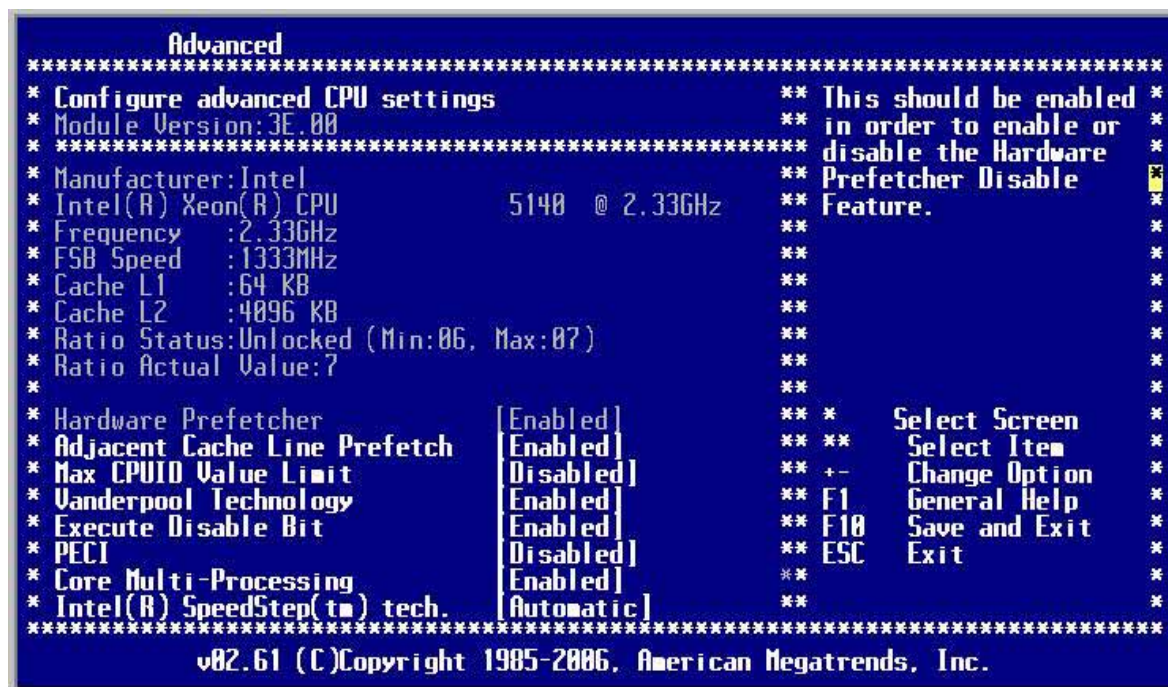 Advanced
*******************************************************************************
* Configure advanced CPU settings ** This should be enabled *
* Module Version:3E.00 ** in order to enable or *
* ***************************************************** disable the Hardware *
* Manufacturer:Intel ** Prefetcher Disable *
* Intel(R) Xeon(R) CPU 5140 @ 2.33GHz ** Feature. *
* Frequency :2.33GHz ** *
* FSB Speed :1333MHz ** *
* Cache L1 :64 KB ** *
* Cache L2 :4096 KB ** *
* Ratio Status:Unlocked (Min:06, Max:07) ** *
* Ratio Actual Value:7 ** *
* ** *
* Hardware Prefetcher [Enabled] ** * Select Screen *
* Adjacent Cache Line Prefetch [Enabled] ** ** Select Item *
* Max CPUID Value Limit [Disabled] ** +- Change Option *
* Vanderpool Technology [Enabled] ** F1 General Help *
* Execute Disable Bit [Enabled] ** F10 Save and Exit *
* PECI [Disabled] ** ESC Exit *
* Core Multi-Processing [Enabled] ** *
* Intel(R) SpeedStep(tm) tech. [Automatic] ** *
*******************************************************************************
v02.61 (C)Copyright 1985-2006, American Megatrends, Inc.